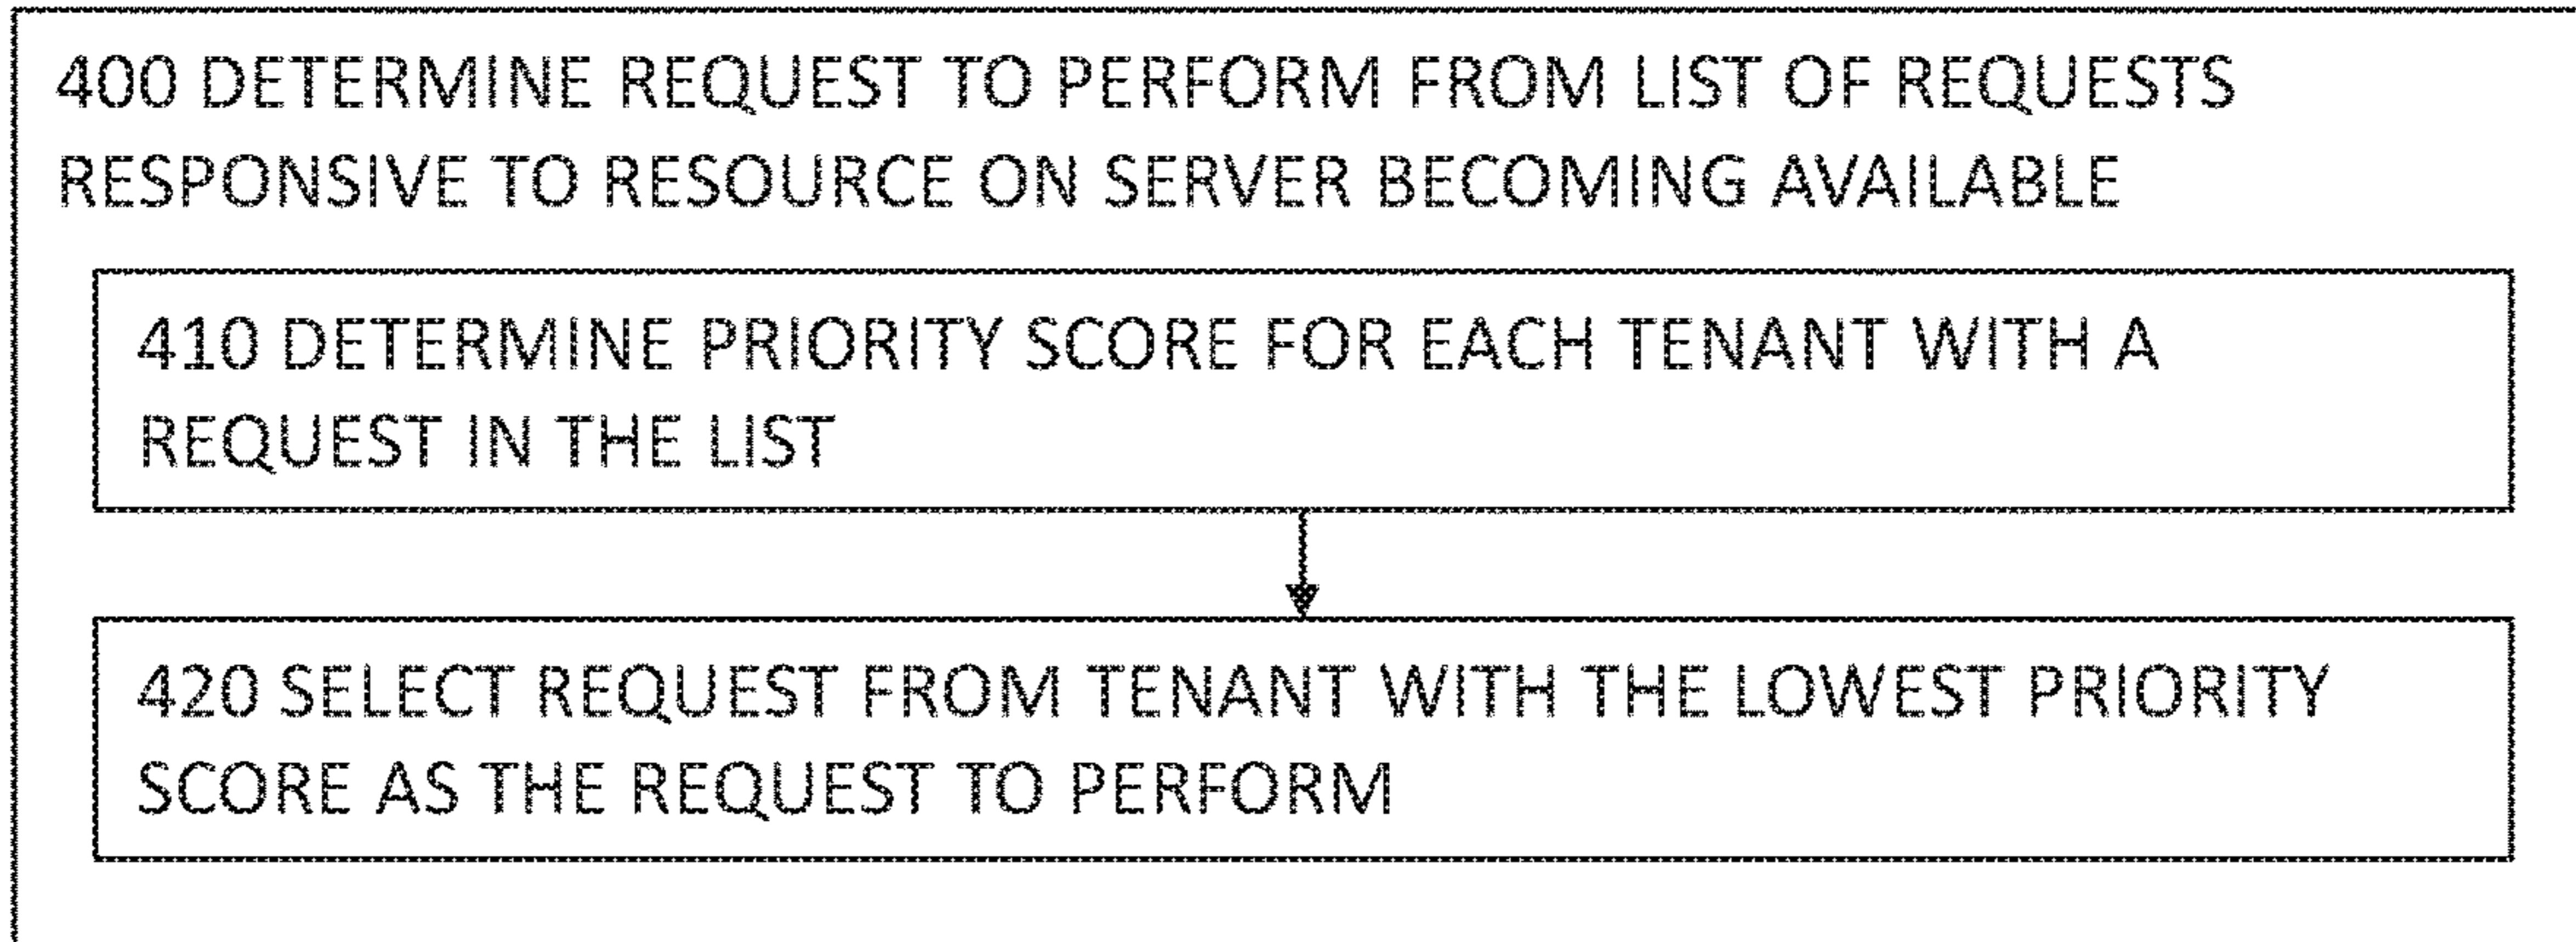 400 DETERMINE REQUEST TO PERFORM FROM LIST OF REQUESTS
RESPONSIVE TO RESOURCE ON SERVER BECOMING AVAILABLE
410 DETERMINE PRIORITY SCORE FOR EACH TENANT WITH A
REQUEST IN THE LIST
420 SELECT REQUEST FROM TENANT WITH THE LOWEST PRIORITY
SCORE AS THE REQUEST TO PERFORM